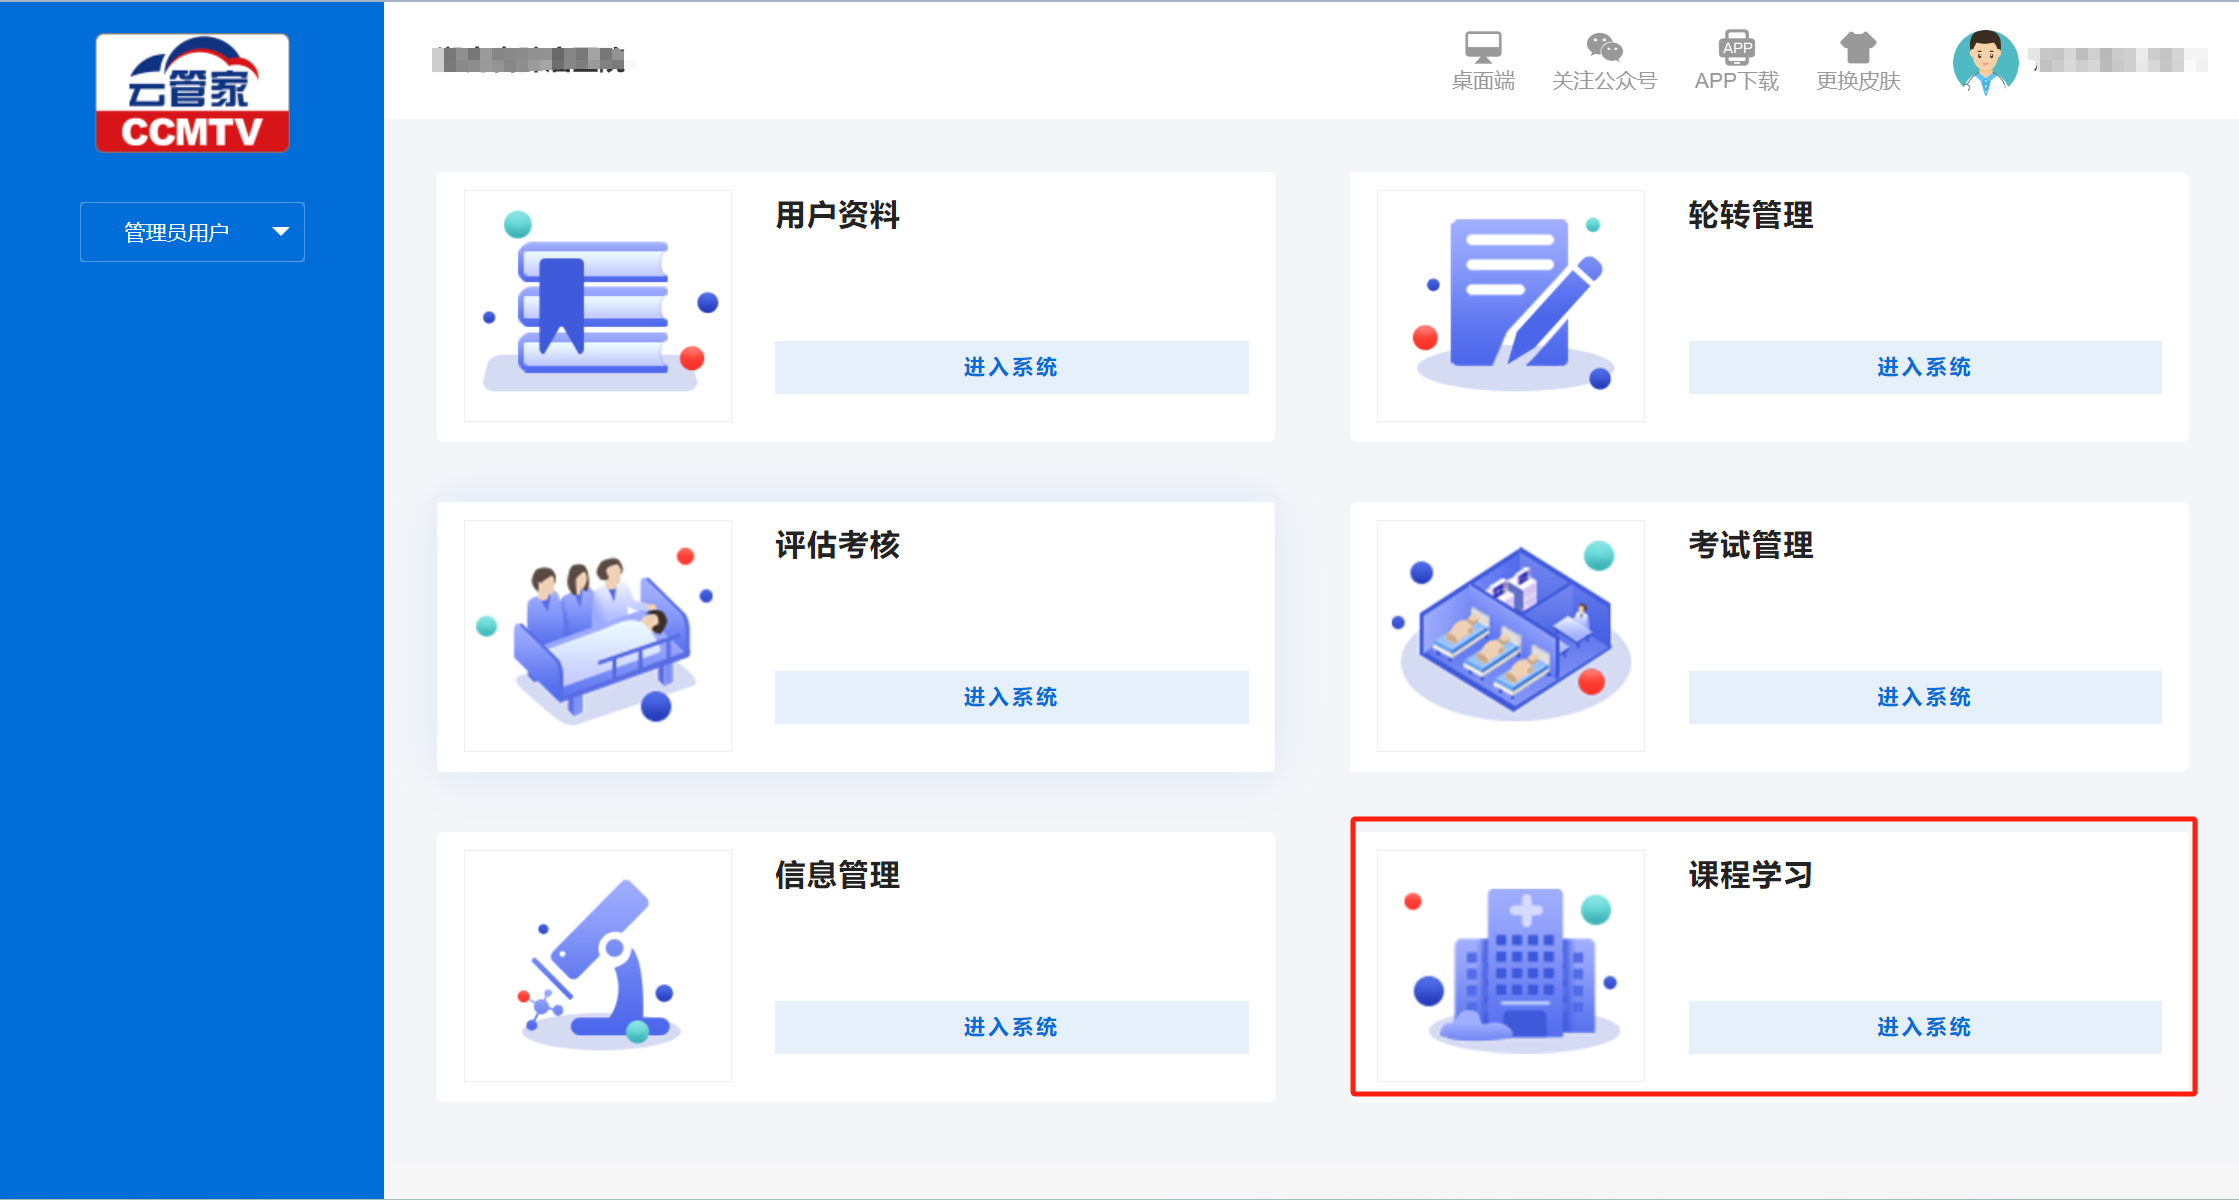 云管家
CCMTV
管理员用户
桌面端
关注公众号
APP
APP下载
更换皮肤
用户资料
进入系统
轮转管理
进入系统
评估考核
进入系统
考试管理
进入系统
信息管理
进入系统
课程学习
进入系统